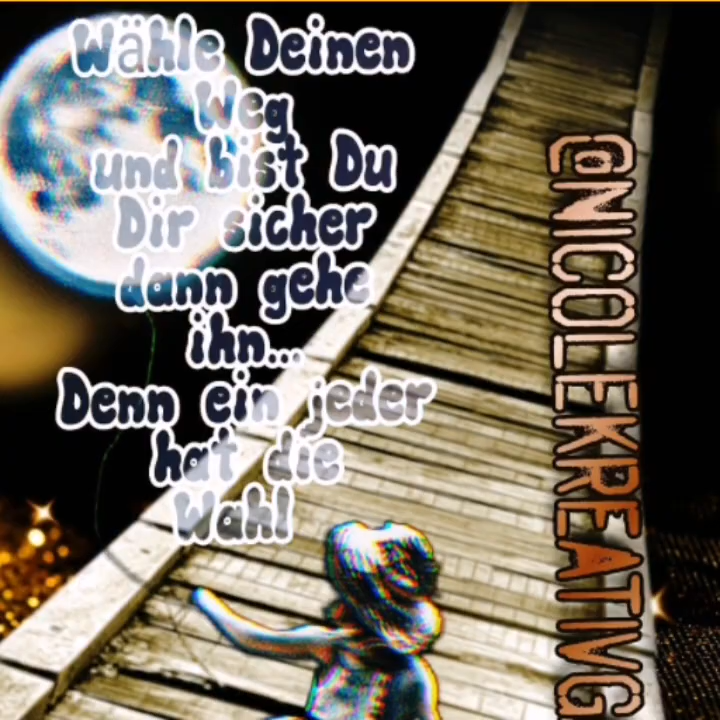 Wähle Deinen
Weg
und bist Du
Dir sicher
dann gehe
ihn...
Denn ein jeder
hat die
Wahl
@NICOLEKREATIVG